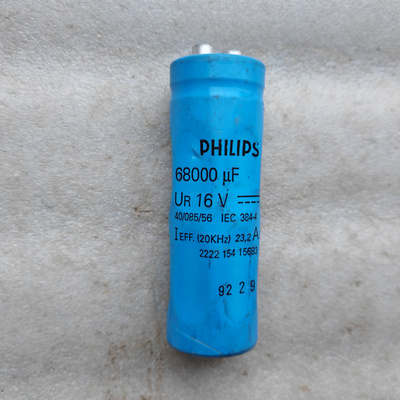 PHILIPS
68000 µF
UR 16 V
40/085/56 IEC 384-4
I EFF. (20KHz) 23,2 A
2222 154 15683
92 2 9